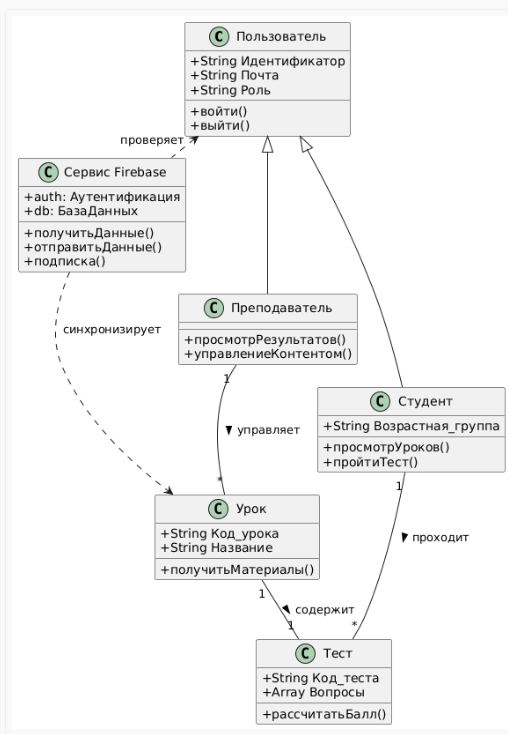 C Пользователь
+String Идентификатор
+String Почта
+String Роль
+войти()
+выйти()
проверяет
C Сервис Firebase
+auth: Аутентификация
+db: БазаДанных
+получитьДанные()
+отправитьДанные()
+подписка()
синхронизирует
C Преподаватель
+просмотрРезультатов()
+управлениеКонтентом()
1
управляет
*
C Студент
+String Возрастная_группа
+просмотрУроков()
+пройтиТест()
1
проходит
*
C Урок
+String Код_урока
+String Название
+получитьМатериалы()
1
содержит
1
C Тест
+String Код_теста
+Array Вопросы
+рассчитатьБалл()